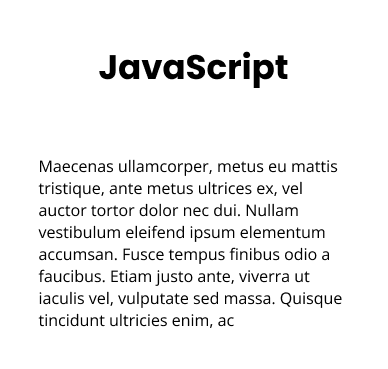 JavaScript
Maecenas ullamcorper, metus eu mattis
tristique, ante metus ultrices ex, vel
auctor tortor dolor nec dui. Nullam
vestibulum eleifend ipsum elementum
accumsan. Fusce tempus finibus odio a
faucibus. Etiam justo ante, viverra ut
iaculis vel, vulputate sed massa. Quisque
tincidunt ultricies enim, ac